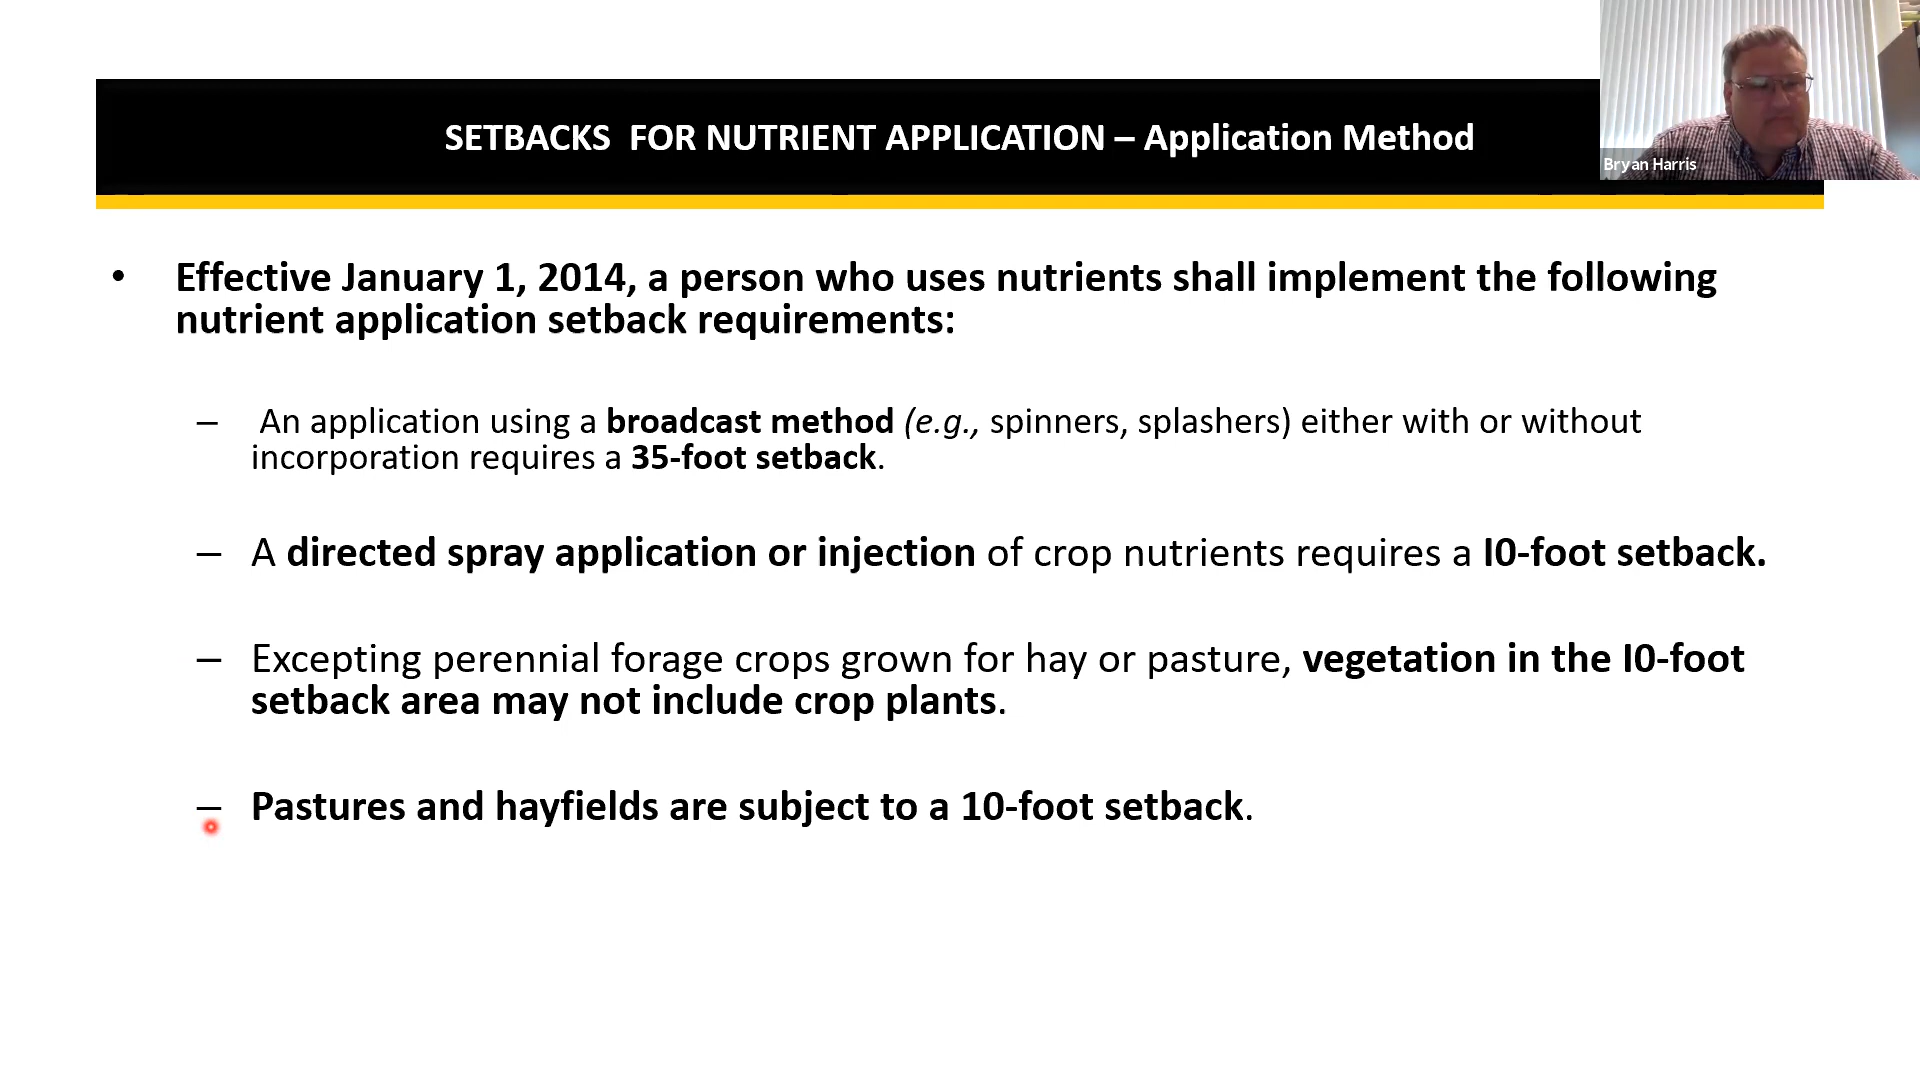 SETBACKS  FOR NUTRIENT APPLICATION – Application Method
Bryan Harris
• Effective January 1, 2014, a person who uses nutrients shall implement the following
nutrient application setback requirements:
– An application using a broadcast method (e.g., spinners, splashers) either with or without
incorporation requires a 35-foot setback.
– A directed spray application or injection of crop nutrients requires a I0-foot setback.
– Excepting perennial forage crops grown for hay or pasture, vegetation in the I0-foot
setback area may not include crop plants.
– Pastures and hayfields are subject to a 10-foot setback.